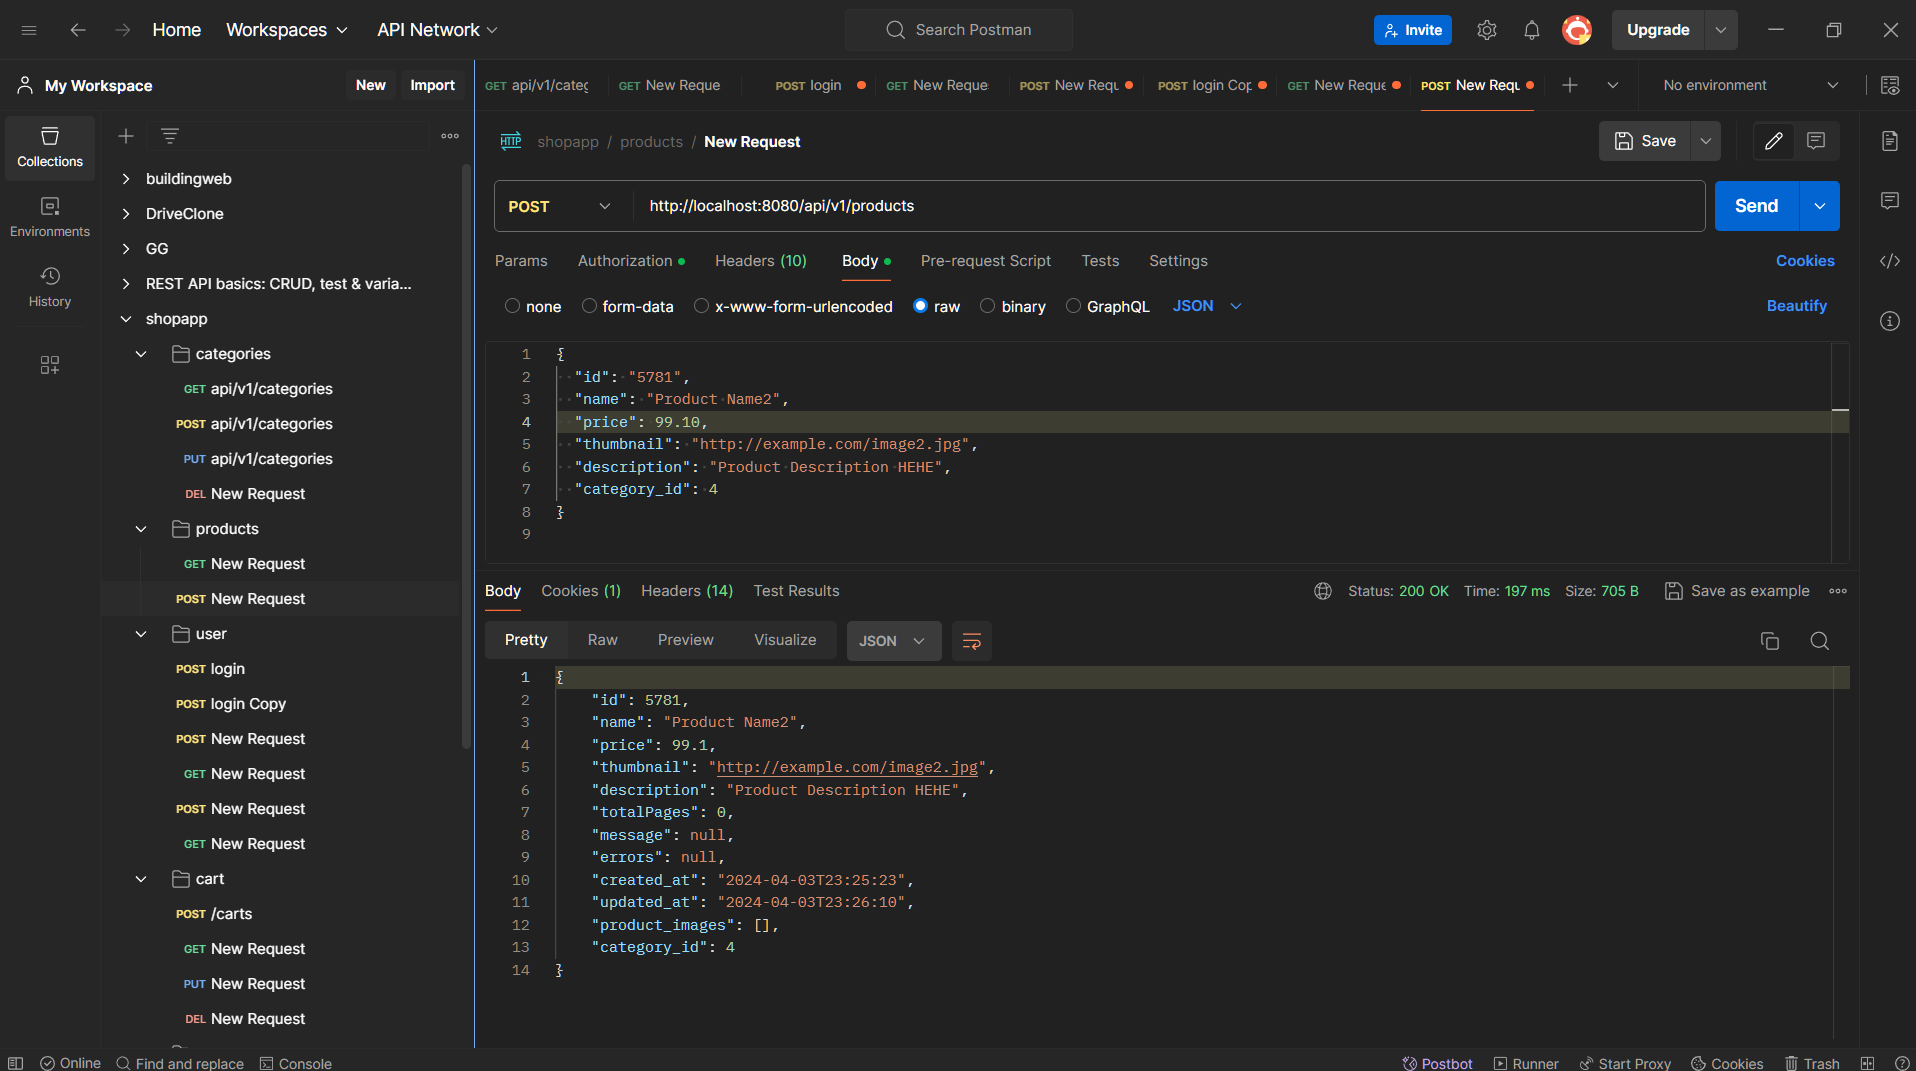 Home Workspaces API Network Search Postman Invite Upgrade
My Workspace New Import
GET api/v1/categ GET New Reque POST login GET New Reque POST New Requ POST login Cop GET New Reque POST New Requ No environment
Collections
Environments
History
buildingweb
DriveClone
GG
REST API basics: CRUD, test & varia...
shopapp
categories
GET api/v1/categories
POST api/v1/categories
PUT api/v1/categories
DEL New Request
products
GET New Request
POST New Request
user
POST login
POST login Copy
POST New Request
GET New Request
POST New Request
GET New Request
cart
POST /carts
GET New Request
PUT New Request
DEL New Request
HTTP shopapp / products / New Request Save
POST http://localhost:8080/api/v1/products Send
Params Authorization Headers (10) Body Pre-request Script Tests Settings Cookies
none form-data x-www-form-urlencoded raw binary GraphQL JSON Beautify
1 {
2 "id": "5781",
3 "name": "Product Name2",
4 "price": 99.10,
5 "thumbnail": "http://example.com/image2.jpg",
6 "description": "Product Description HEHE",
7 "category_id": 4
8 }
9
Body Cookies (1) Headers (14) Test Results Status: 200 OK Time: 197 ms Size: 705 B Save as example
Pretty Raw Preview Visualize JSON
1 {
2 "id": 5781,
3 "name": "Product Name2",
4 "price": 99.1,
5 "thumbnail": "http://example.com/image2.jpg",
6 "description": "Product Description HEHE",
7 "totalPages": 0,
8 "message": null,
9 "errors": null,
10 "created_at": "2024-04-03T23:25:23",
11 "updated_at": "2024-04-03T23:26:10",
12 "product_images": [],
13 "category_id": 4
14 }
Online Find and replace Console Postbot Runner Start Proxy Cookies Trash